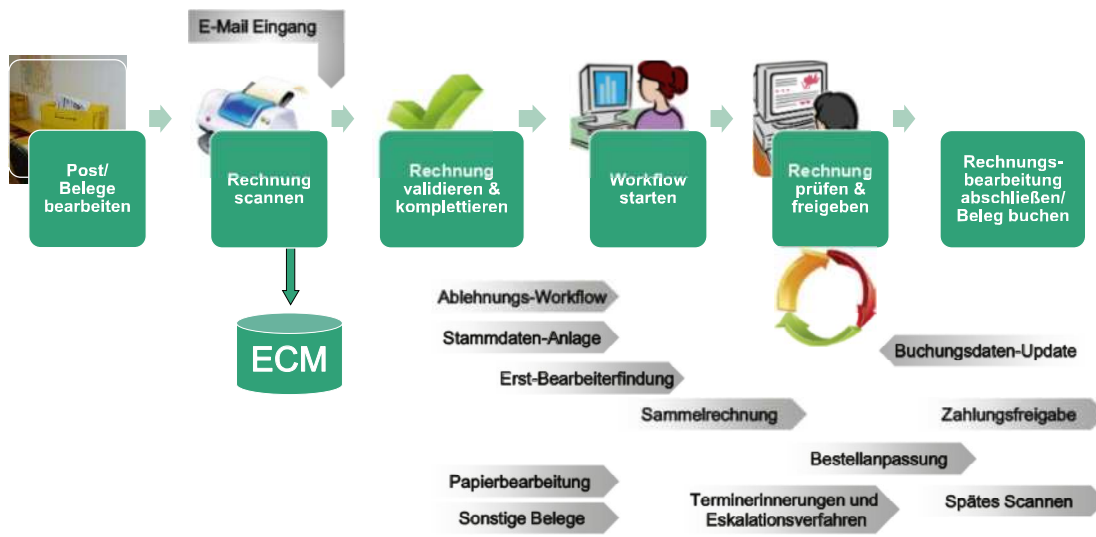 E-Mail Eingang
Post/
Belege
bearbeiten
Rechnung
scannen
Rechnung
validieren &
komplettieren
Workflow
starten
Rechnung
prüfen &
freigeben
Rechnungs-
bearbeitung
abschließen/
Beleg buchen
ECM
Ablehnungs-Workflow
Stammdaten-Anlage
Buchungsdaten-Update
Erst-Bearbeiterfindung
Sammelrechnung
Zahlungsfreigabe
Bestellanpassung
Papierbearbeitung
Sonstige Belege
Terminerinnerungen und
Eskalationsverfahren
Spätes Scannen